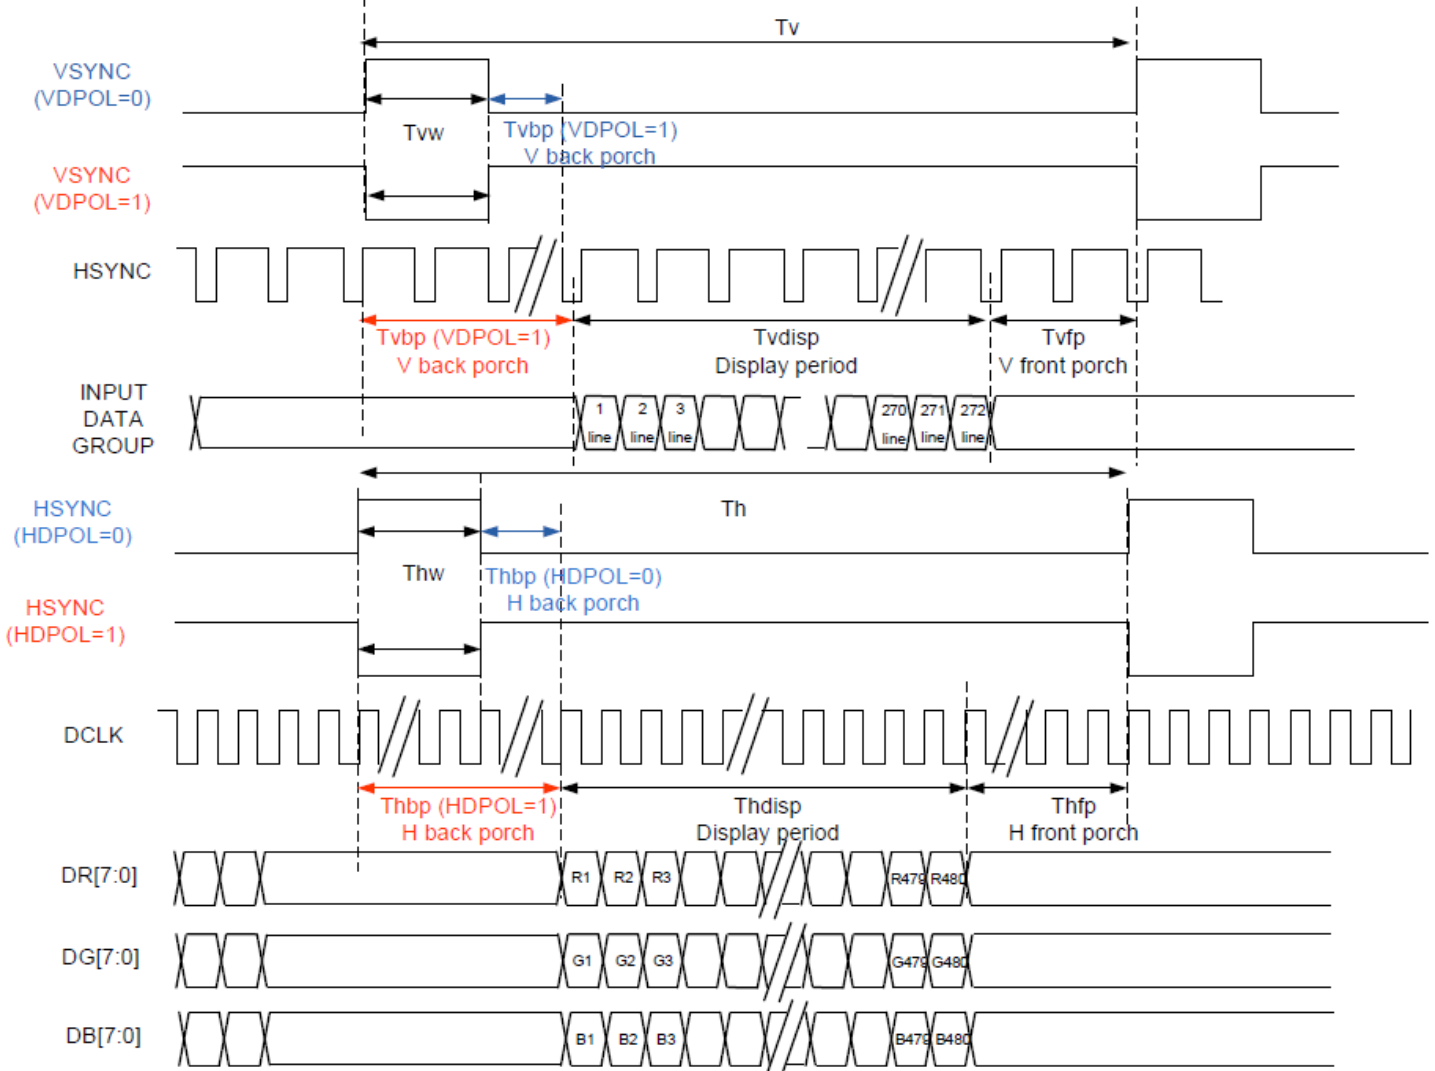 Tv
VSYNC
(VDPOL=0)
Tvw
Tvbp (VDPOL=1)
V back porch
VSYNC
(VDPOL=1)
HSYNC
Tvbp (VDPOL=1)
V back porch
Tvdisp
Display period
Tvfp
V front porch
INPUT
DATA
GROUP
1 line
2 line
3 line
270 line
271 line
272 line
HSYNC
(HDPOL=0)
Th
Thw
Thbp (HDPOL=0)
H back porch
HSYNC
(HDPOL=1)
DCLK
Thbp (HDPOL=1)
H back porch
Thdisp
Display period
Thfp
H front porch
DR[7:0]
R1 R2 R3 R479 R480
DG[7:0]
G1 G2 G3 G479 G480
DB[7:0]
B1 B2 B3 B479 B480